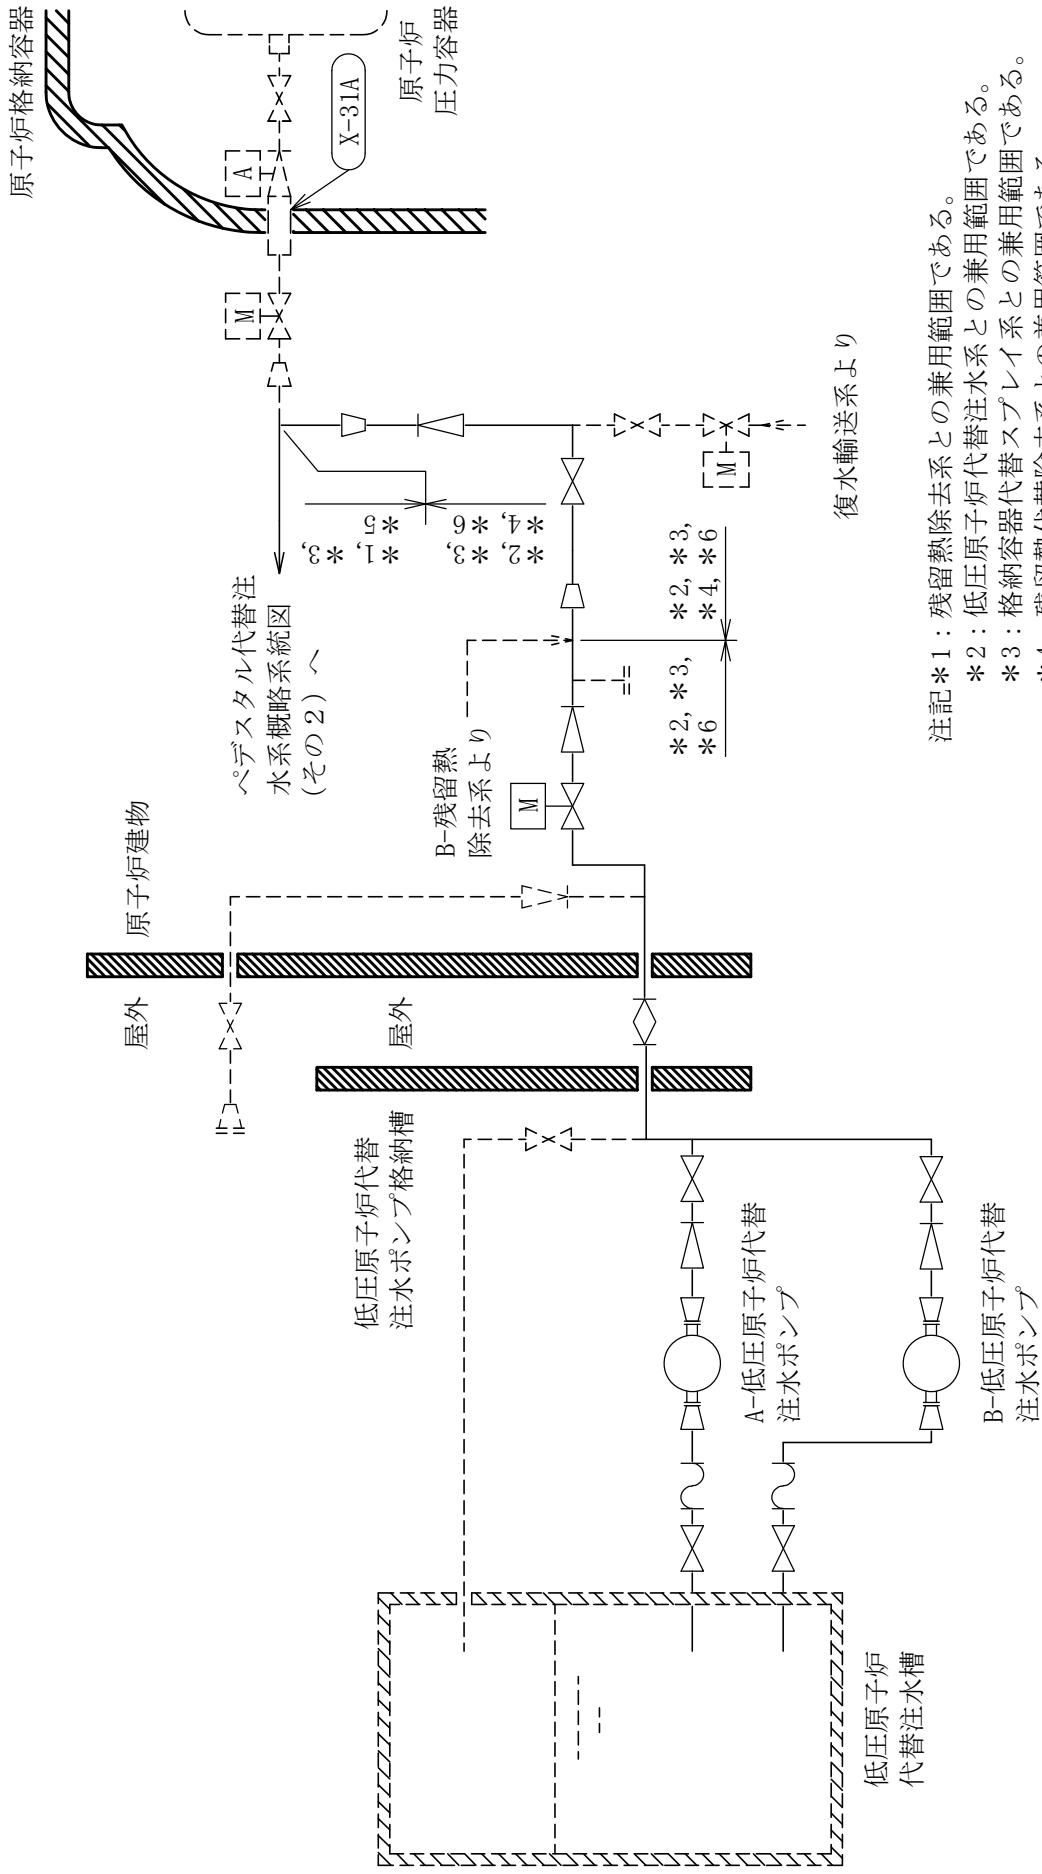 原子炉格納容器
原子炉
圧力容器
X-31A
A
M
復水輸送系より
M
*1, *3,
*5
*2, *3,
*4, *6
ペデスタル代替注
水系概略系統図
(その2) へ
*2, *3,
*4, *6
*2, *3,
*6
B-残留熱
除去系より
M
原子炉建物
屋外
屋外
低圧原子炉代替
注水ポンプ格納槽
A-低圧原子炉代替
注水ポンプ
B-低圧原子炉代替
注水ポンプ
低圧原子炉
代替注水槽
注記*1:残留熱除去系との兼用範囲である。
*2:低圧原子炉代替注水系との兼用範囲である。
*3:格納容器代替スプレイ系との兼用範囲である。